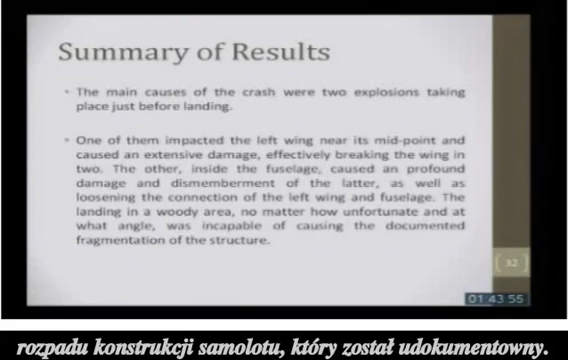 Summary of Results
• The main causes of the crash were two explosions taking
place just before landing.
• One of them impacted the left wing near its mid-point and
caused an extensive damage, effectively breaking the wing in
two. The other, inside the fuselage, caused an profound
damage and dismemberment of the latter, as well as
loosening the connection of the left wing and fuselage. The
landing in a woody area, no matter how unfortunate and at
what angle, was incapable of causing the documented
fragmentation of the structure.
32
01 43 55
rozpadu konstrukcji samolotu, który został udokumentowny.